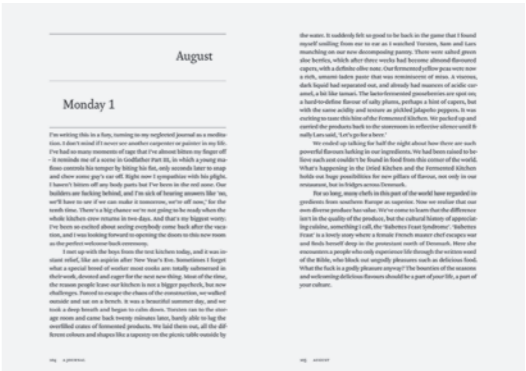 August
Monday 1
I'm writing this in a fury, turning to my neglected journal as a medita-
tion. I don't mind if I never see another carpenter or painter in my life.
I've had so many moments of rage that I've almost bitten my finger off
- it reminds me of a scene in Godfather Part III, in which a young ma-
fioso controls his temper by biting his fist, only seconds later to snap
and chew some guy's ear off. Right now I sympathise with his plight.
I haven't bitten off any body parts but I've been in the red zone. Our
builders are fucking behind, and I'm sick of hearing answers like 'no,
we'll have to see if we can make it tomorrow, we're off now,' for the
tenth time. There's a big chance we're not going to be ready when the
whole kitchen crew returns in two days. And that's my biggest worry:
I've been so excited about seeing everybody come back after the vaca-
tion, and I was looking forward to opening the doors to this new room
as the perfect welcome-back ceremony.
I met up with the boys from the test kitchen today, and it was in-
stant relief, like an aspirin after New Year's Eve. Sometimes I forget
what a special breed of worker most cooks are: totally submerged in
their work, devoted and eager for the next new thing. Most of the time,
the reason people leave our kitchen is not a bigger paycheck, but new
challenges. Forced to escape the chaos of the construction, we walked
outside and sat on a bench. It was a beautiful summer day, and we
took a deep breath and began to calm down. Torsten ran to the stor-
age room and came back twenty minutes later, barely able to lug the
overfilled crates of fermented products. We laid them out, all the dif-
ferent colours and shapes like a tapestry on the picnic table outside by
the water. It suddenly felt so good to be back in the game that I found
myself smiling from ear to ear as I watched Torsten, Sam and Lars
munching on our new decomposing pantry. There were salted green
sloe berries, which after three weeks had become almond-flavoured
capers, with a definite olive note. Our fermented yellow peas were now
a rich, umami-laden paste that was reminiscent of miso. A viscous,
dark liquid had separated out, and already had nuances of acidic car-
amel, a bit like tamari. The lacto-fermented gooseberries are spot on;
a hard-to-define flavour of salty plums, perhaps a hint of capers, but
with the same acidity and texture as pickled jalapeño peppers. It was
exciting to taste this hint of the Fermented Kitchen. We packed up and
carried the products back to the storeroom in reflective silence until
sadly Lars said, 'Let's go for a beer.'
We ended up talking for half the night about how there are such
powerful flavours lurking in our ingredients. We had been raised to be-
lieve such couldn't be found in food from this corner of the world.
What's happening in the Dried Kitchen and the Fermented Kitchen
holds out huge possibilities for new pillars of flavour, not only in our
restaurant, but in fridges across Denmark.
For so long, many chefs in this part of the world have regarded in-
gredients from southern Europe as superior. Now we realise that our
own diverse produce has value. We've come to learn that the difference
isn't in the quality of the produce, but the cultural history of appreciat-
ing cuisine, something I call, the 'Babettes Feast Syndrome'. 'Babettes
Feast' is a lovely story where a female French master chef escapes war
and finds herself deep in the protestant north of Denmark. Here she
encounters a people who only experience life through the written word
of the Bible, who block out ungodly pleasures such as delicious food.
What the fuck is a godly pleasure anyway? The bounties of the seasons
and welcoming delicious flavours should be a part of your life, a part of
your culture.